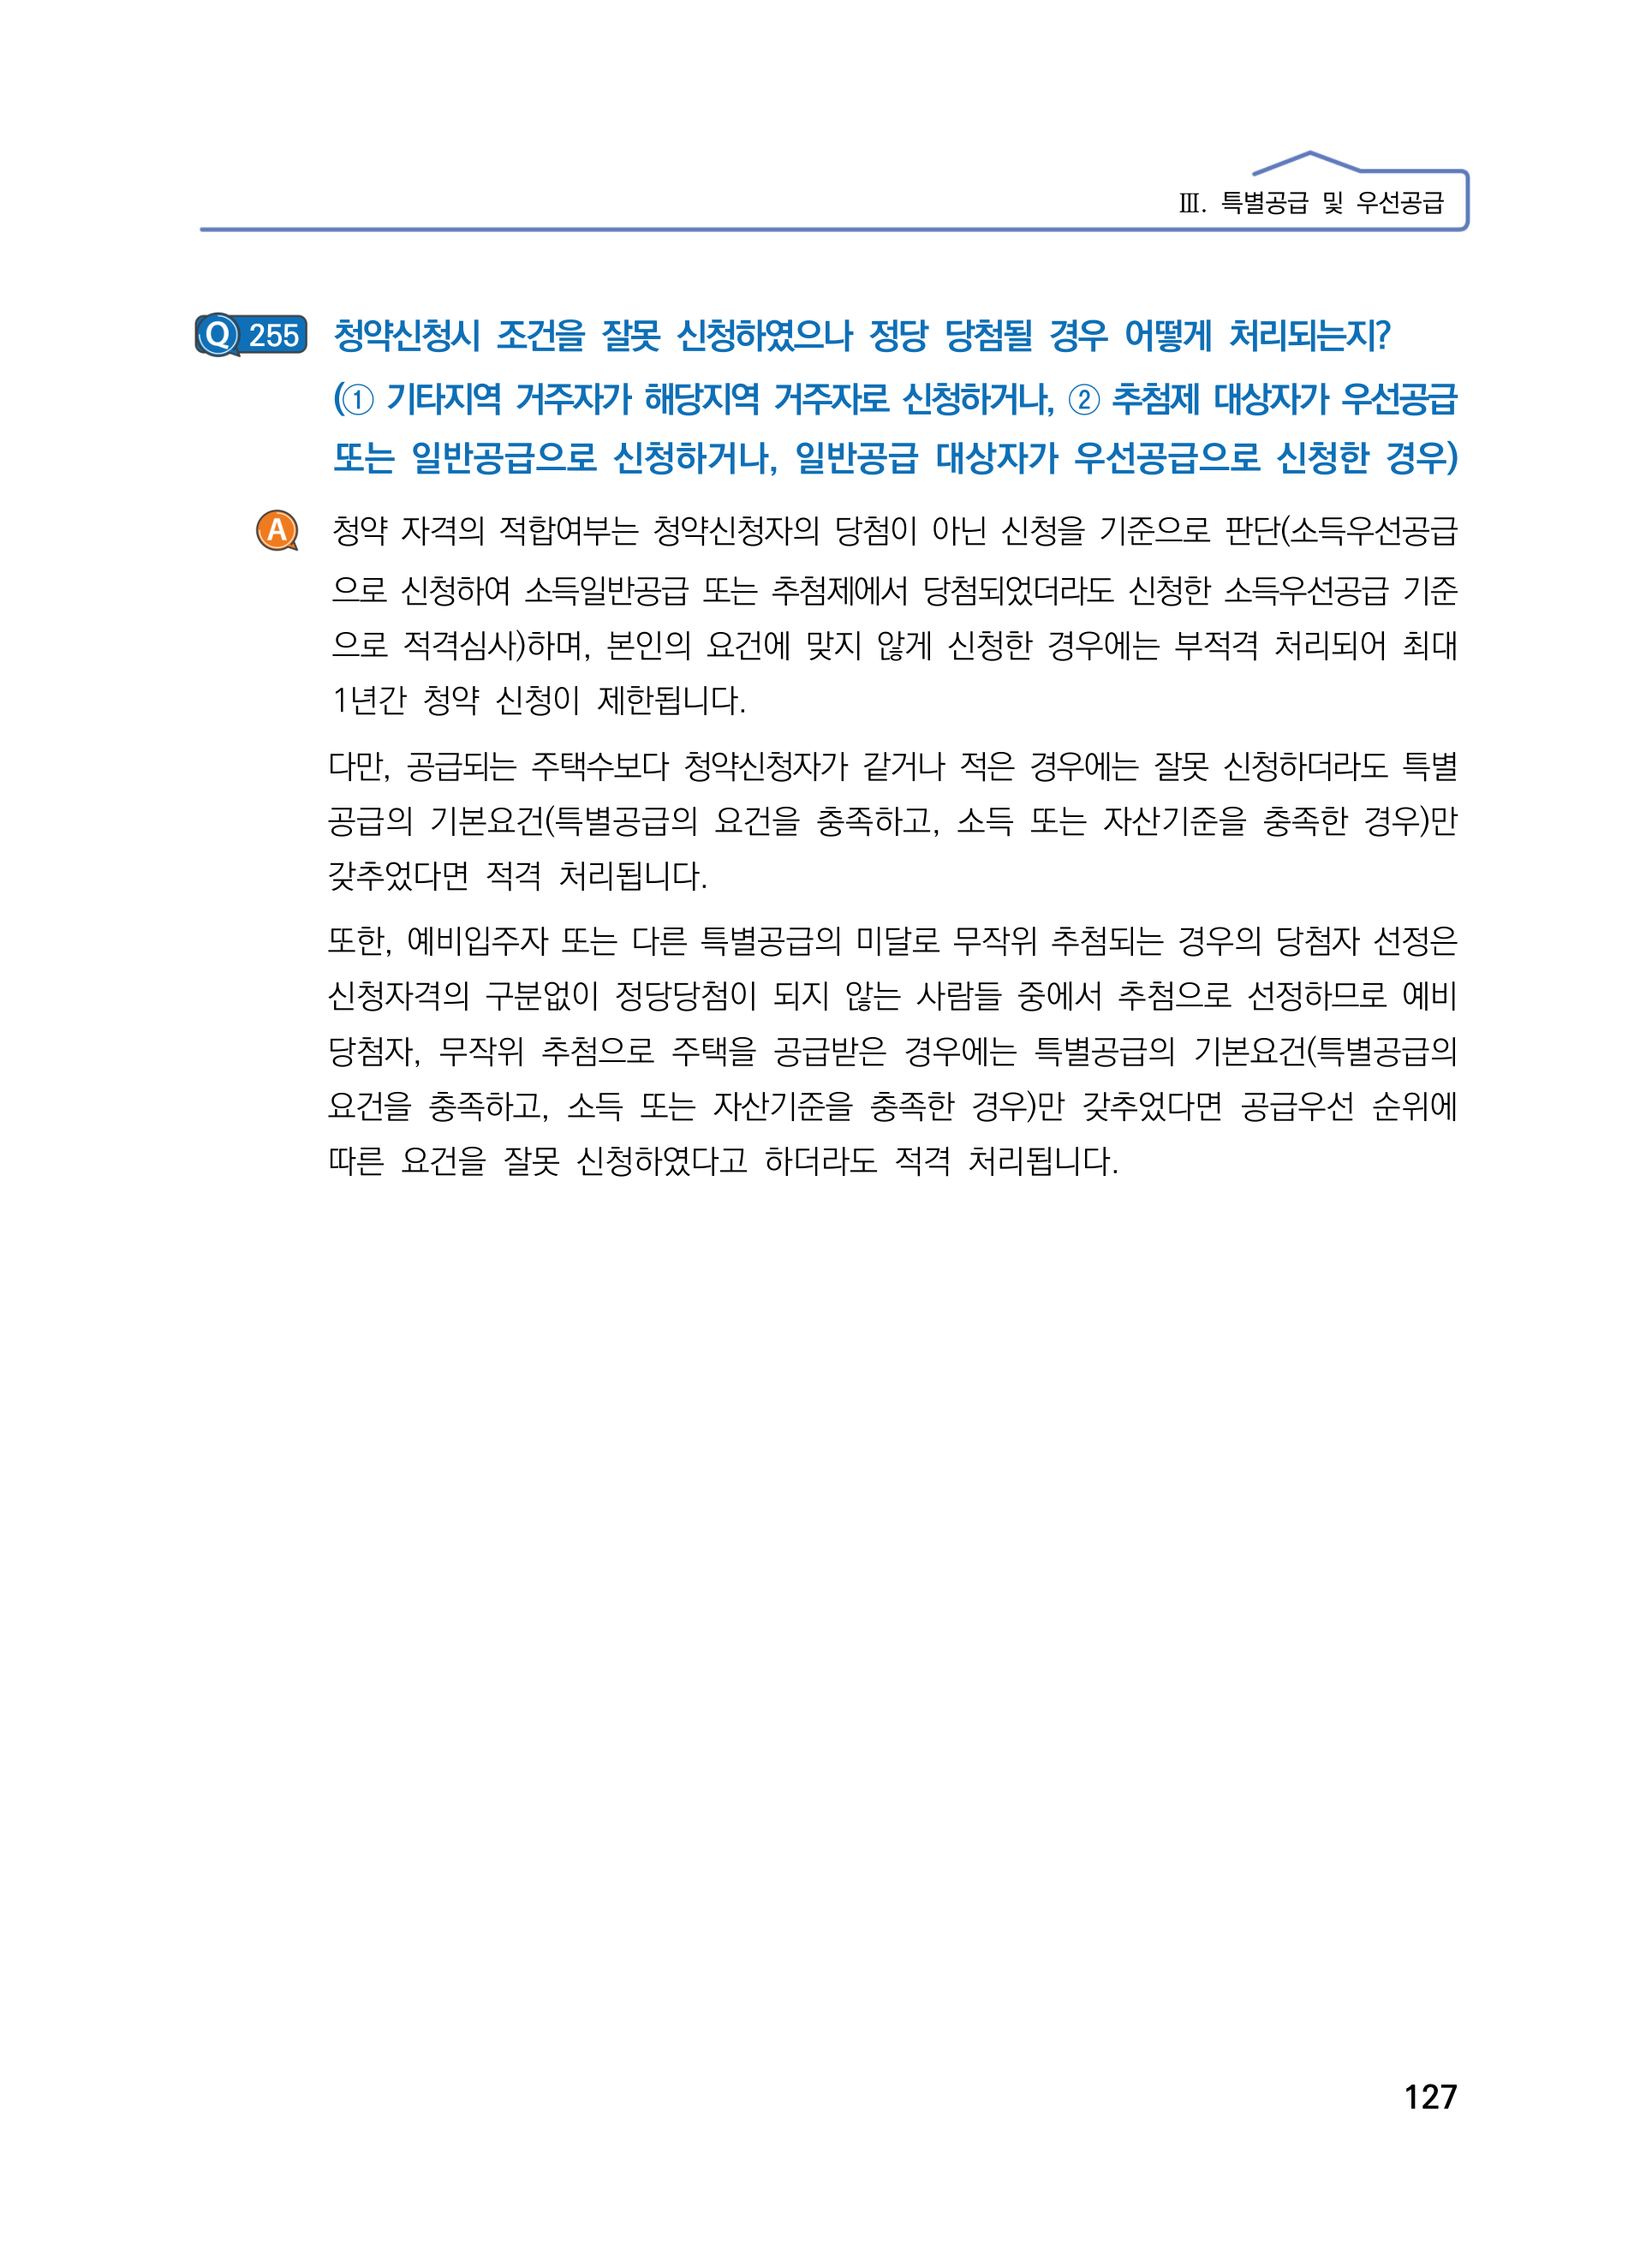 Ⅲ. 특별공급 및 우선공급
Q 255 청약신청시 조건을 잘못 신청하였으나 정당 당첨될 경우 어떻게 처리되는지?
(① 기타지역 거주자가 해당지역 거주자로 신청하거나, ② 추첨제 대상자가 우선공급
또는 일반공급으로 신청하거나, 일반공급 대상자가 우선공급으로 신청한 경우)
A 청약 자격의 적합여부는 청약신청자의 당첨이 아닌 신청을 기준으로 판단(소득우선공급
으로 신청하여 소득일반공급 또는 추첨제에서 당첨되었더라도 신청한 소득우선공급 기준
으로 적격심사)하며, 본인의 요건에 맞지 않게 신청한 경우에는 부적격 처리되어 최대
1년간 청약 신청이 제한됩니다.
다만, 공급되는 주택수보다 청약신청자가 같거나 적은 경우에는 잘못 신청하더라도 특별
공급의 기본요건(특별공급의 요건을 충족하고, 소득 또는 자산기준을 충족한 경우)만
갖추었다면 적격 처리됩니다.
또한, 예비입주자 또는 다른 특별공급의 미달로 무작위 추첨되는 경우의 당첨자 선정은
신청자격의 구분없이 정당당첨이 되지 않는 사람들 중에서 추첨으로 선정하므로 예비
당첨자, 무작위 추첨으로 주택을 공급받은 경우에는 특별공급의 기본요건(특별공급의
요건을 충족하고, 소득 또는 자산기준을 충족한 경우)만 갖추었다면 공급우선 순위에
따른 요건을 잘못 신청하였다고 하더라도 적격 처리됩니다.
127